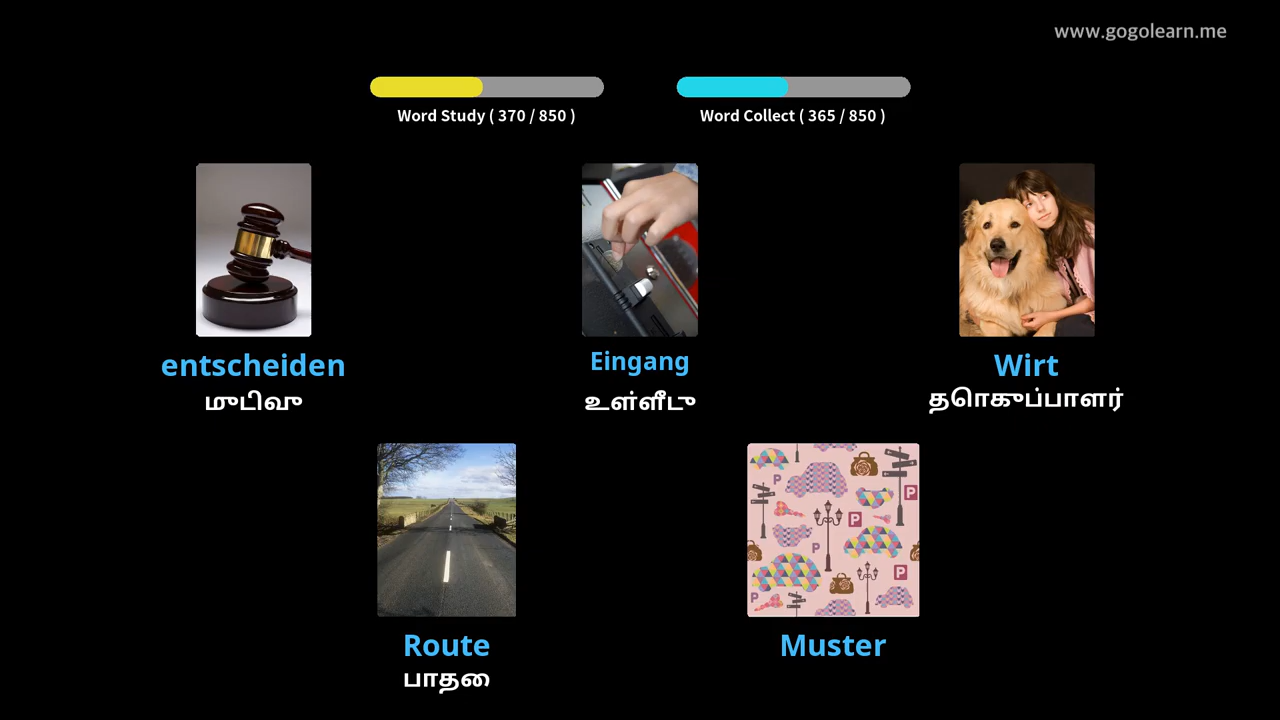 www.gogolearn.me
Word Study ( 370 / 850 )
Word Collect ( 365 / 850 )
entscheiden
முடிவு
Eingang
உள்ளீடு
Wirt
தொகுப்பாளர்
Route
பாதை
Muster
P
P
P
P
P
P